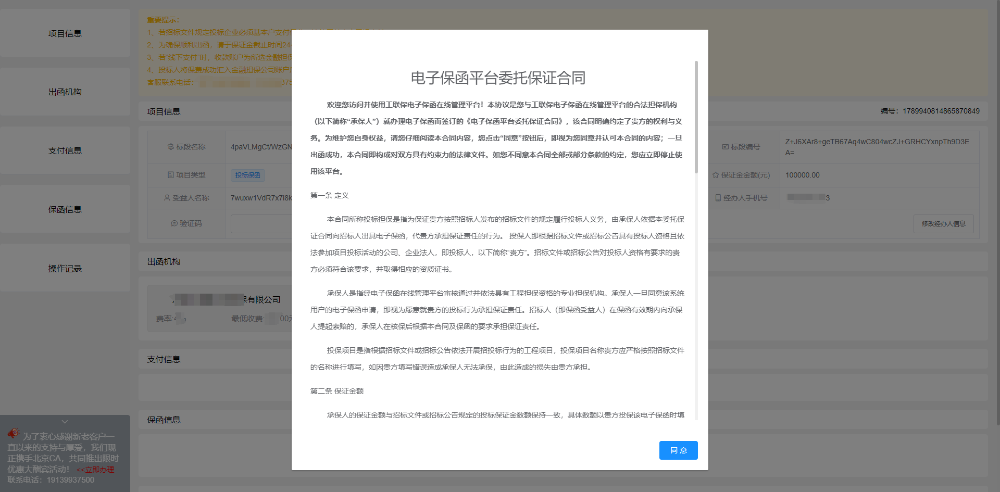 项目信息
出函机构
支付信息
保函信息
操作记录
为了衷心感谢新老客户一
直以来的支持与厚爱，我们现
正携手北京CA，共同推出限时
优惠大酬宾活动！ <<立即办理
联系电话：19139937500
重要提示：
1、若招标文件规定投标企业必须基本户支付
2、为确保顺利出函，请于保证金截止时间24
3、若“线下支付”时，收款账户为所选金融担保
4、投标人将保费成功汇入金融担保公司账户
客服联系电话： 375
项目信息
编号：1789940814865870849
标段名称 4paVLMgCt/WzGN
标段编号 Z+J6XAr8+geTB67Aq4wC804wcZJ+GRHCYxnpTh9D3E
A=
项目类型 投标保函
保证金金额(元) 100000.00
受益人名称 7wuxw1VdR7x7i8k
经办人手机号 3
验证码
修改经办人信息
出函机构
保有限公司
费率:4
最低收费: .00元
支付信息
保函信息
电子保函平台委托保证合同
欢迎您访问并使用工联保电子保函在线管理平台！本协议是您与工联保电子保函在线管理平台的合法担保机构
（以下简称“承保人”）就办理电子保函而签订的《电子保函平台委托保证合同》，该合同明确约定了贵方的权利与义
务。为维护您自身权益，请您仔细阅读本合同内容，您点击“同意”按钮后，即视为您同意并认可本合同的内容；一旦
出函成功，本合同即构成对双方具有约束力的法律文件。如您不同意本合同全部或部分条款的约定，您应立即停止使
用该平台。
第一条 定义
本合同所称投标担保是指为保证贵方按照招标人发布的招标文件的规定履行投标人义务，由承保人依据本委托保
证合同向招标人出具电子保函，代贵方承担保证责任的行为。 投保人即根据招标文件或招标公告具有投标人资格且依
法参加项目投标活动的公司、企业法人，即投标人，以下简称“贵方”。招标文件或招标公告对投标人资格有要求的贵
方必须符合该要求，并取得相应的资质证书。
承保人是指经电子保函在线管理平台审核通过并依法具有工程担保资格的专业担保机构。承保人一旦同意该系统
用户的电子保函申请，即视为愿意就贵方的投标行为承担保证责任。招标人（即保函受益人）在保函有效期内向承保
人提起索赔的，承保人在核保后根据本合同及保函的要求承担保证责任。
投保项目是指根据招标文件或招标公告依法开展招投标行为的工程项目，投保项目名称贵方应严格按照招标文件
的名称进行填写，如因贵方填写错误造成承保人无法承保，由此造成的损失由贵方承担。
第二条 保证金额
承保人的保证金额与招标文件或招标公告规定的投标保证金数额保持一致，具体数额以贵方投保该电子保函时填
同 意